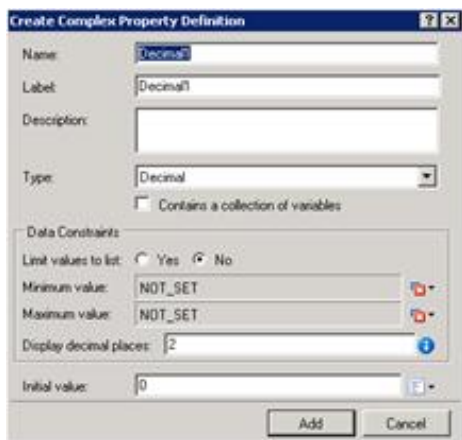 Create Complex Property Definition
Name: Decimal1
Label: Decimal1
Description:
Type: Decimal
Contains a collection of variables
Data Constraints
Limit values to list: Yes No
Minimum value: NOT_SET
Maximum value: NOT_SET
Display decimal places: 2
Initial value: 0
Add Cancel